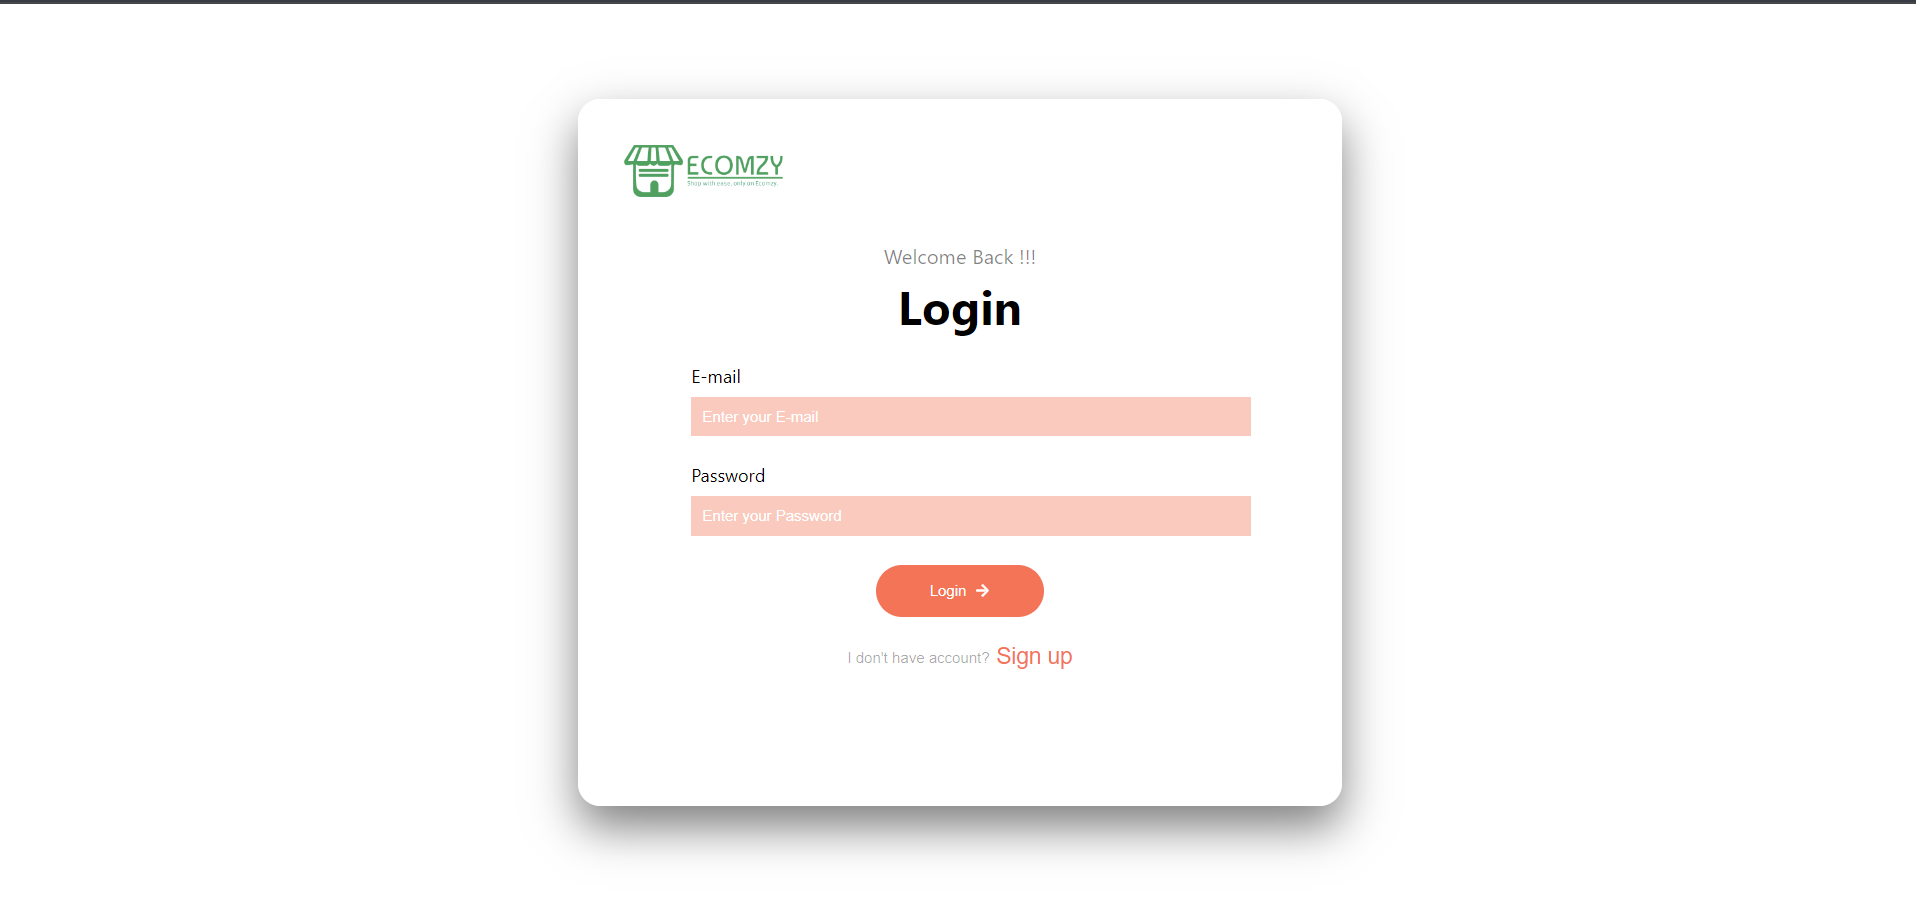 ECOMZY
Shop with ease, only on Ecomzy.
Welcome Back !!!
Login
E-mail
Enter your E-mail
Password
Enter your Password
Login
I don't have account? Sign up